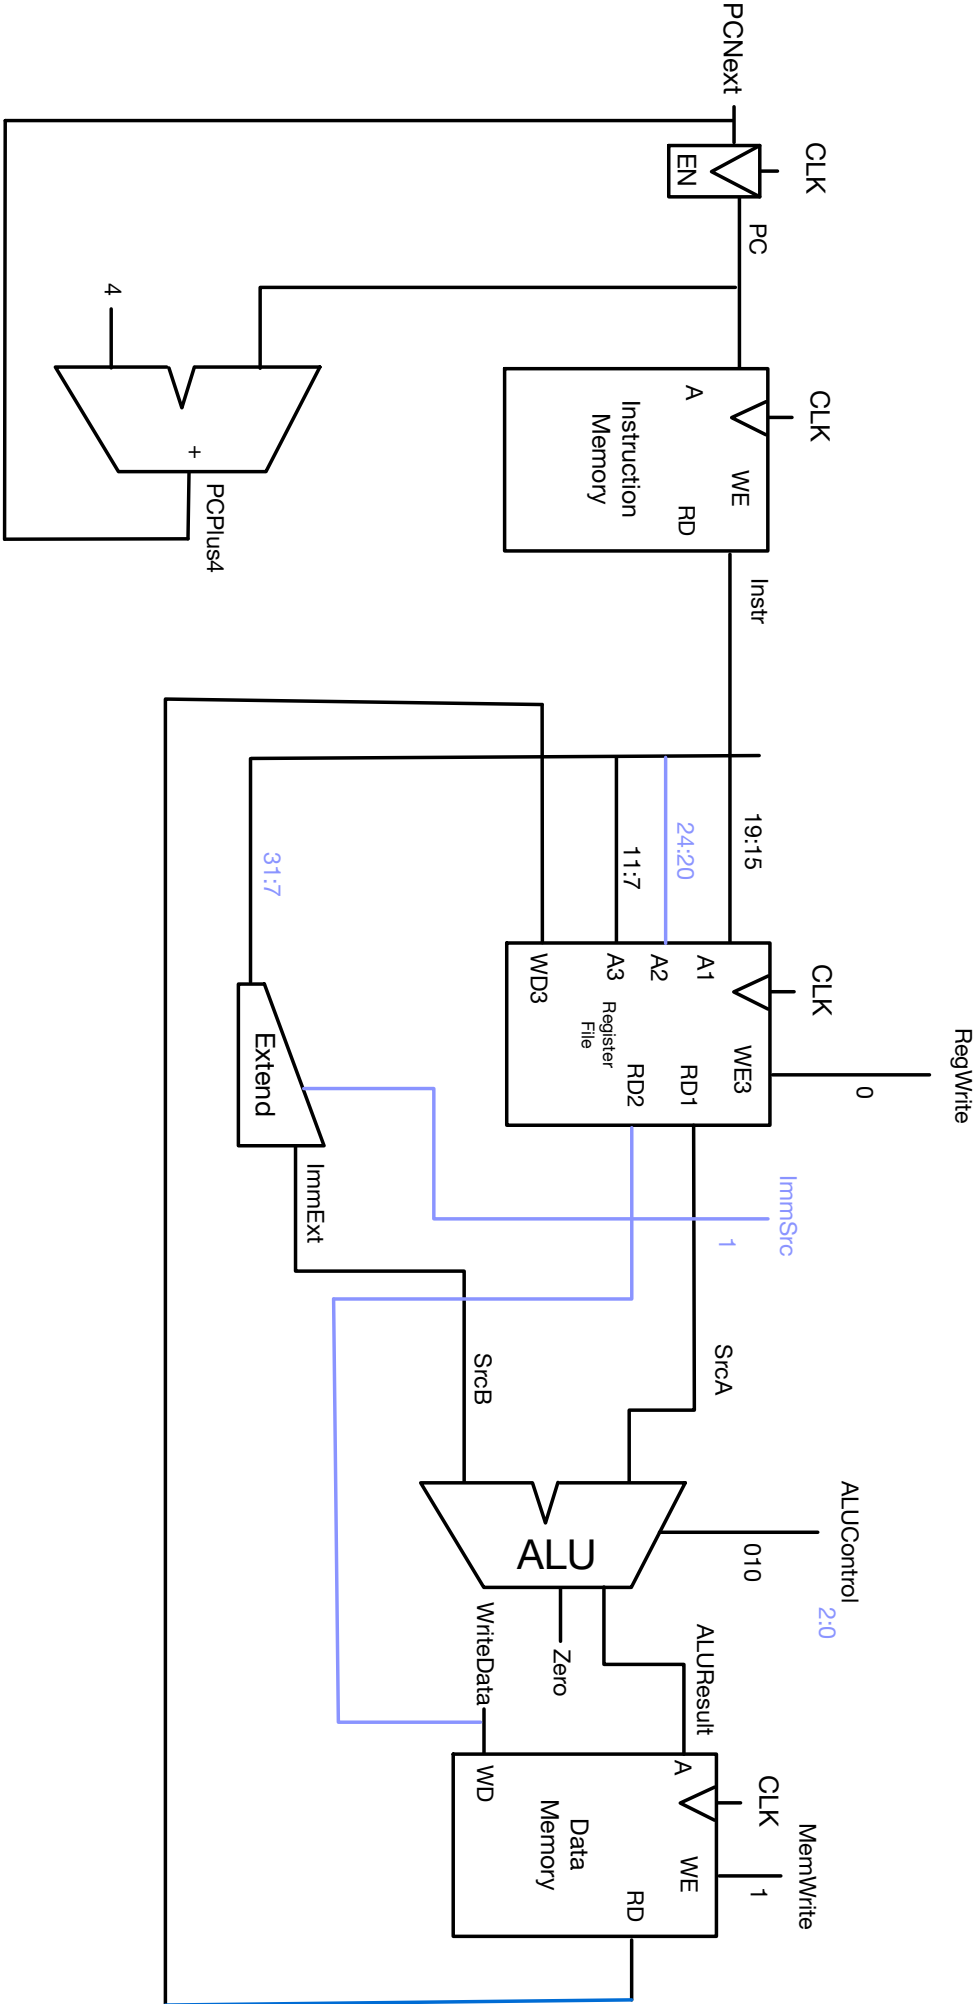 PCNext
CLK
EN
PC
4
+
PCPlus4
CLK
A
WE
Instruction
Memory
RD
Instr
19:15
24:20
11:7
31:7
CLK
RegWrite
0
A1
WE3
A2
A3
Register
File
WD3
RD1
RD2
Extend
ImmExt
ImmSrc
1
SrcA
SrcB
ALUControl
2:0
010
ALU
Zero
ALUResult
WriteData
CLK
MemWrite
1
A
WE
WD
Data
Memory
RD